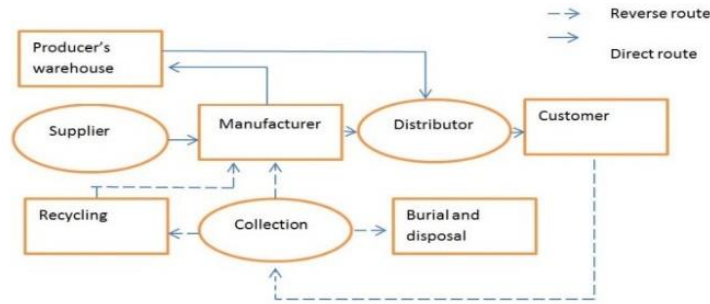 Reverse route
Direct route
Producer’s
warehouse
Supplier
Manufacturer
Distributor
Customer
Recycling
Collection
Burial and
disposal